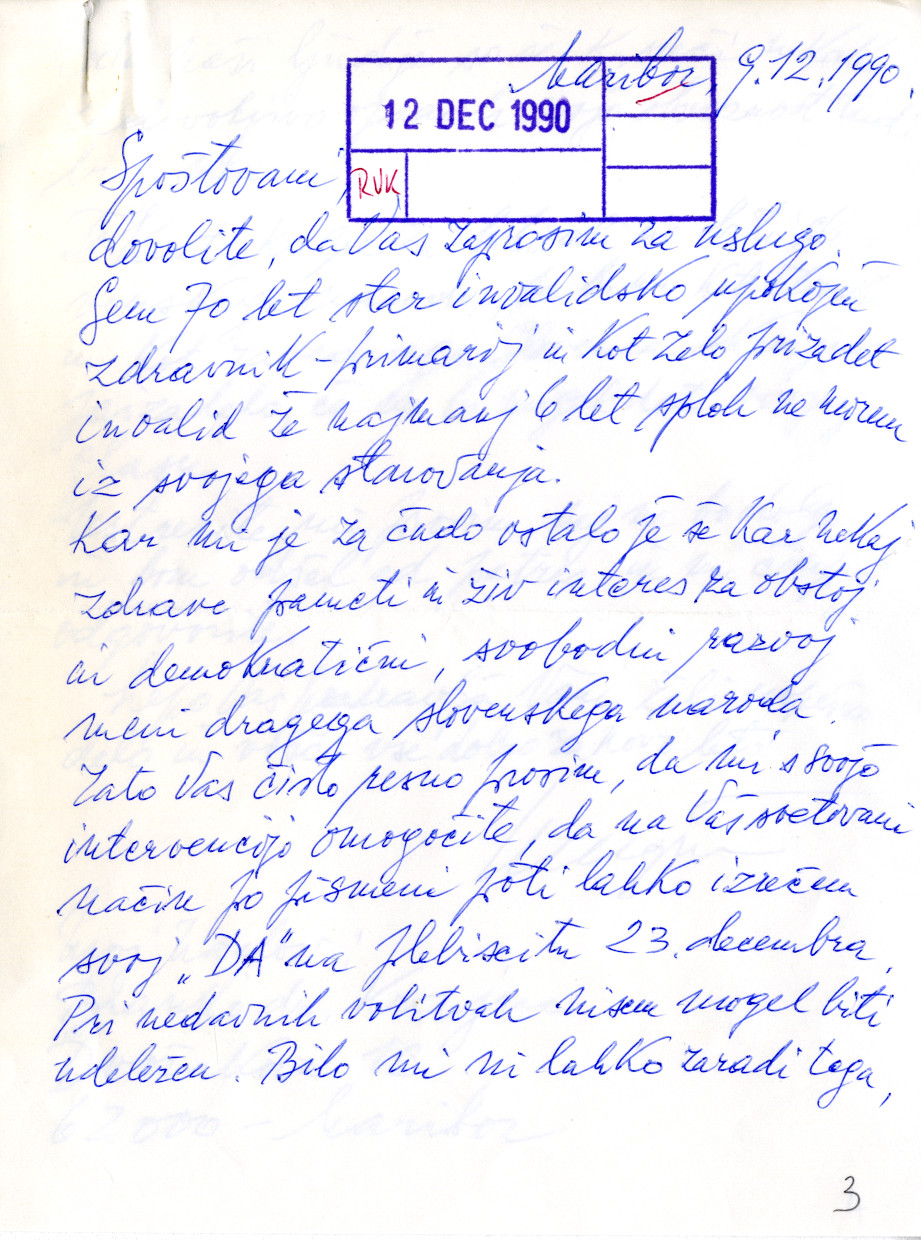 Maribor, 9.12.1990.
12 DEC 1990
RVK
Spoštovani,
dovolite, da Vas zaprosim za uslugo.
Sem 70 let star invalidsko upokojen
zdravnik-primarij in kot zelo prizadet
invalid že najmanj 6 let sploh ne morem
iz svojega stanovanja.
Kar mi je za čudo ostalo je še kar nekaj
zdrave pameti in živ interes za obstoj
in demokratični, svobodni razvoj
meni dragega slovenskega naroda.
Zato Vas čisto resno prosim, da mi s svojo
intervencijo omogočite, da na Vaš svetovani
način po pismeni poti lahko izrečem
svoj „DA" na plebiscitu 23. decembra.
Pri nedavnih volitvah nisem mogel biti
udeležen. Bilo mi ni lahko zaradi tega,
3